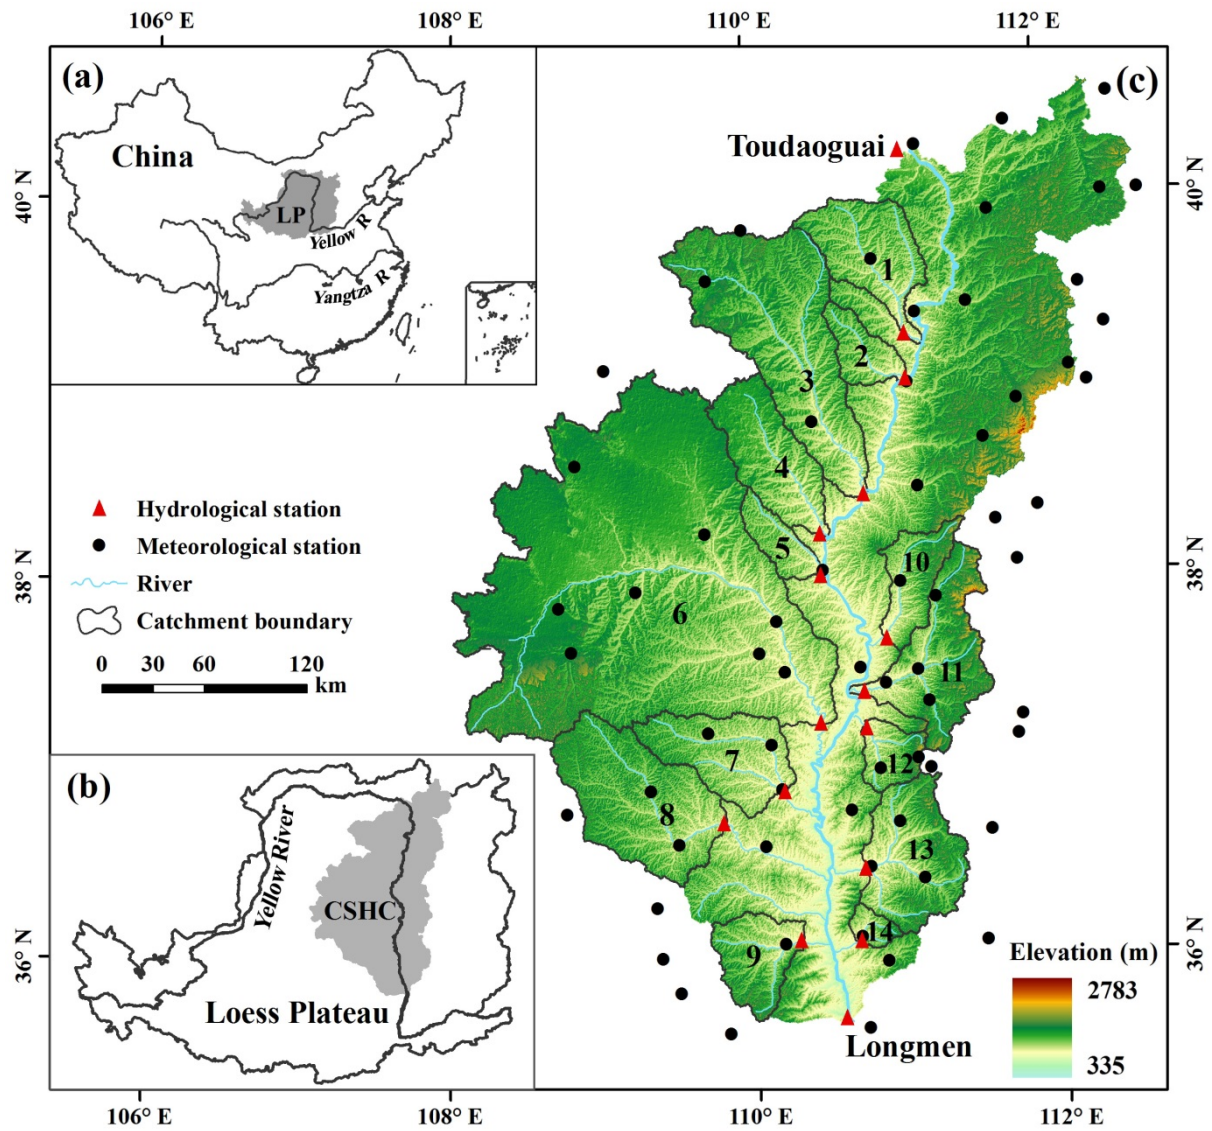 106° E
108° E
110° E
112° E
(a)
China
LP
Yellow R
Yangtza R
(c)
Toudaoguai
40° N
40° N
1
2
3
4
5
10
6
11
7
12
8
13
14
9
Hydrological station
Meteorological station
River
Catchment boundary
0 30 60 120
km
38° N
38° N
(b)
Yellow River
CSHC
Loess Plateau
36° N
36° N
Elevation (m)
2783
335
Longmen
106° E
108° E
110° E
112° E